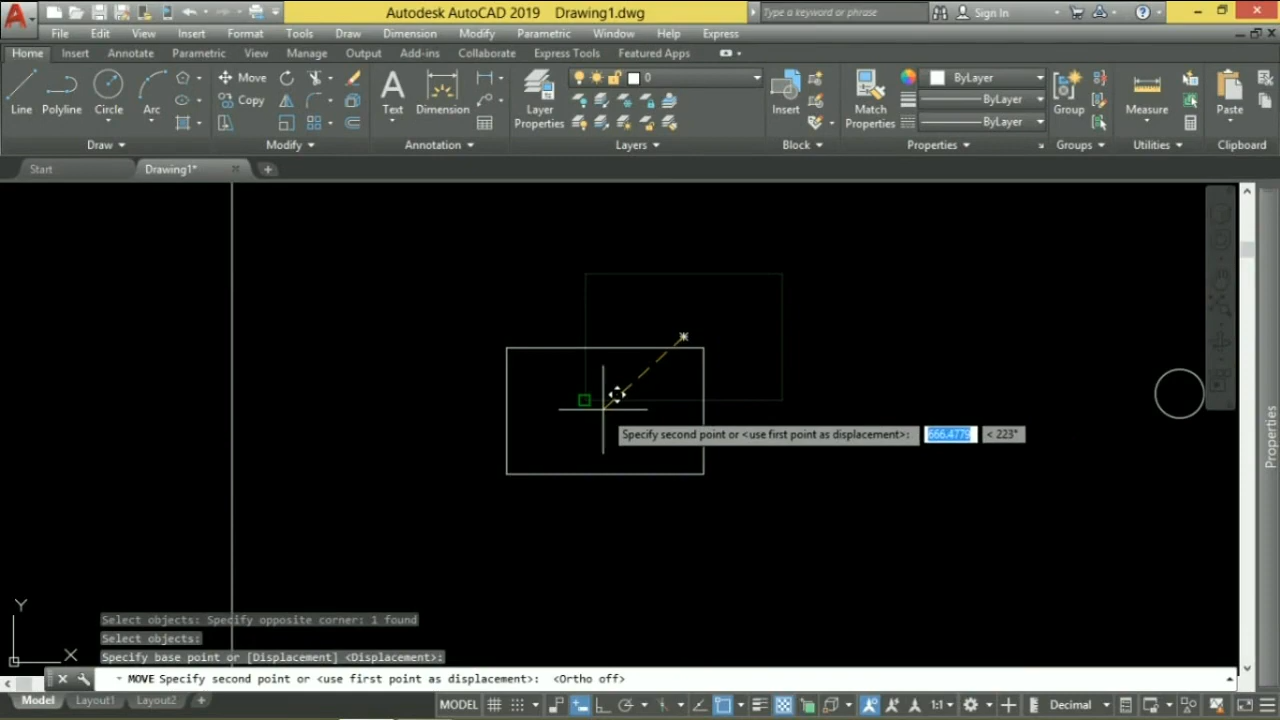 Autodesk AutoCAD 2019 Drawing1.dwg
Type a keyword or phrase
Sign In
File Edit View Insert Format Tools Draw Dimension Modify Parametric Window Help Express
Home Insert Annotate Parametric View Manage Output Add-ins Collaborate Express Tools Featured Apps
Line
Polyline
Circle
Arc
Move
Copy
Text
Dimension
Layer
Properties
0
Insert
Match
Properties
ByLayer
ByLayer
ByLayer
Group
Measure
Paste
Draw
Modify
Annotation
Layers
Block
Properties
Groups
Utilities
Clipboard
Start
Drawing1*
Specify second point or <use first point as displacement>: 666.4779 < 223°
Y
X
Select objects: Specify opposite corner: 1 found
Select objects:
Specify base point or [Displacement] <Displacement>:
MOVE Specify second point or <use first point as displacement>: <Ortho off>
Properties
Model Layout1 Layout2
MODEL
1:1
Decimal